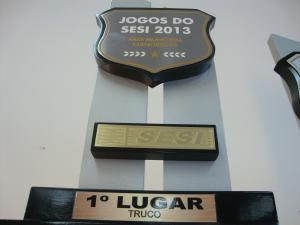 JOGOS DO
SESI 2013
SESI
1º LUGAR
TRUCO